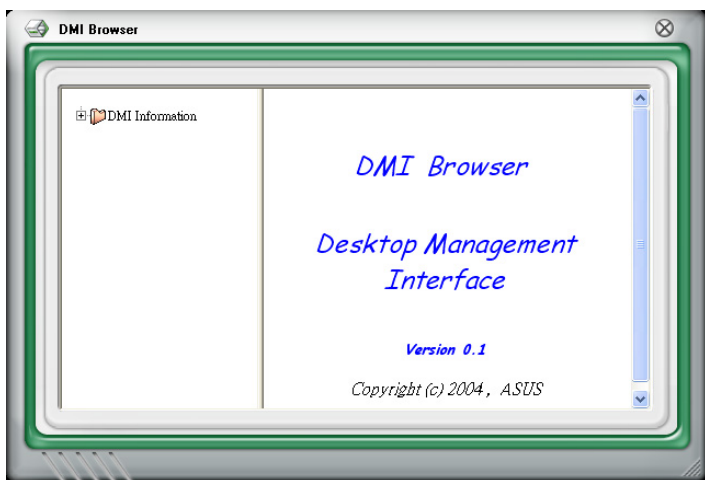 DMI Browser
DMI Information
DMI Browser
Desktop Management
Interface
Version 0.1
Copyright (c) 2004 , ASUS